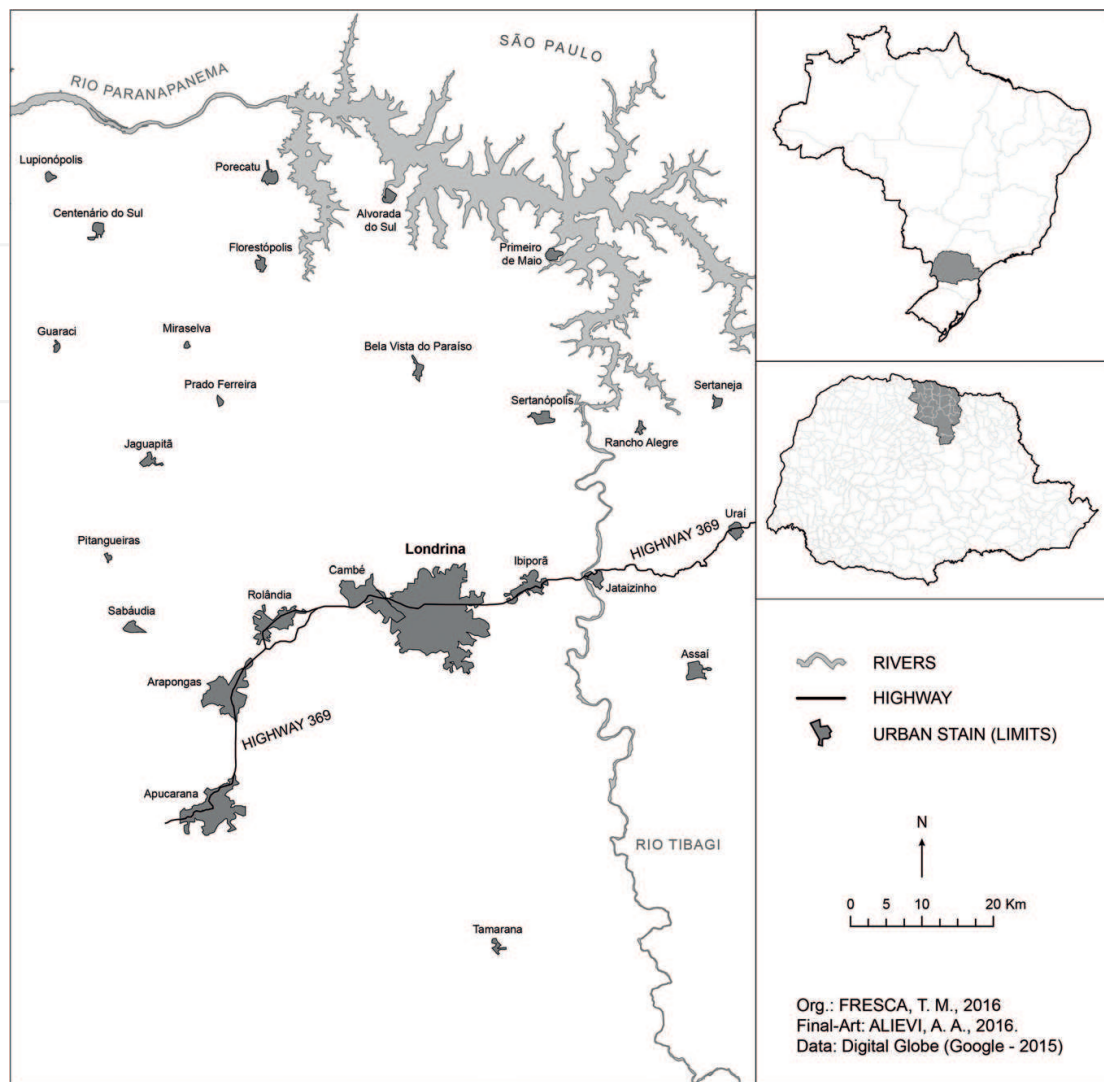 SÃO PAULO
RIO PARANAPANEMA
Lupionópolis
Porecatu
Centenário do Sul
Alvorada
do Sul
Florestópolis
Primeiro
de Maio
Guaraci
Miraselva
Bela Vista do Paraíso
Prado Ferreira
Sertanópolis
Sertaneja
Jaguapitã
Rancho Alegre
Uraí
HIGHWAY 369
Pitangueiras
Londrina
Ibiporã
Cambé
Jataizinho
Rolândia
Sabáudia
Assaí
Arapongas
HIGHWAY 369
Apucarana
RIO TIBAGI
Tamarana
RIVERS
HIGHWAY
URBAN STAIN (LIMITS)
N
0 5 10 20 Km
Org.: FRESCA, T. M., 2016
Final-Art: ALIEVI, A. A., 2016.
Data: Digital Globe (Google - 2015)